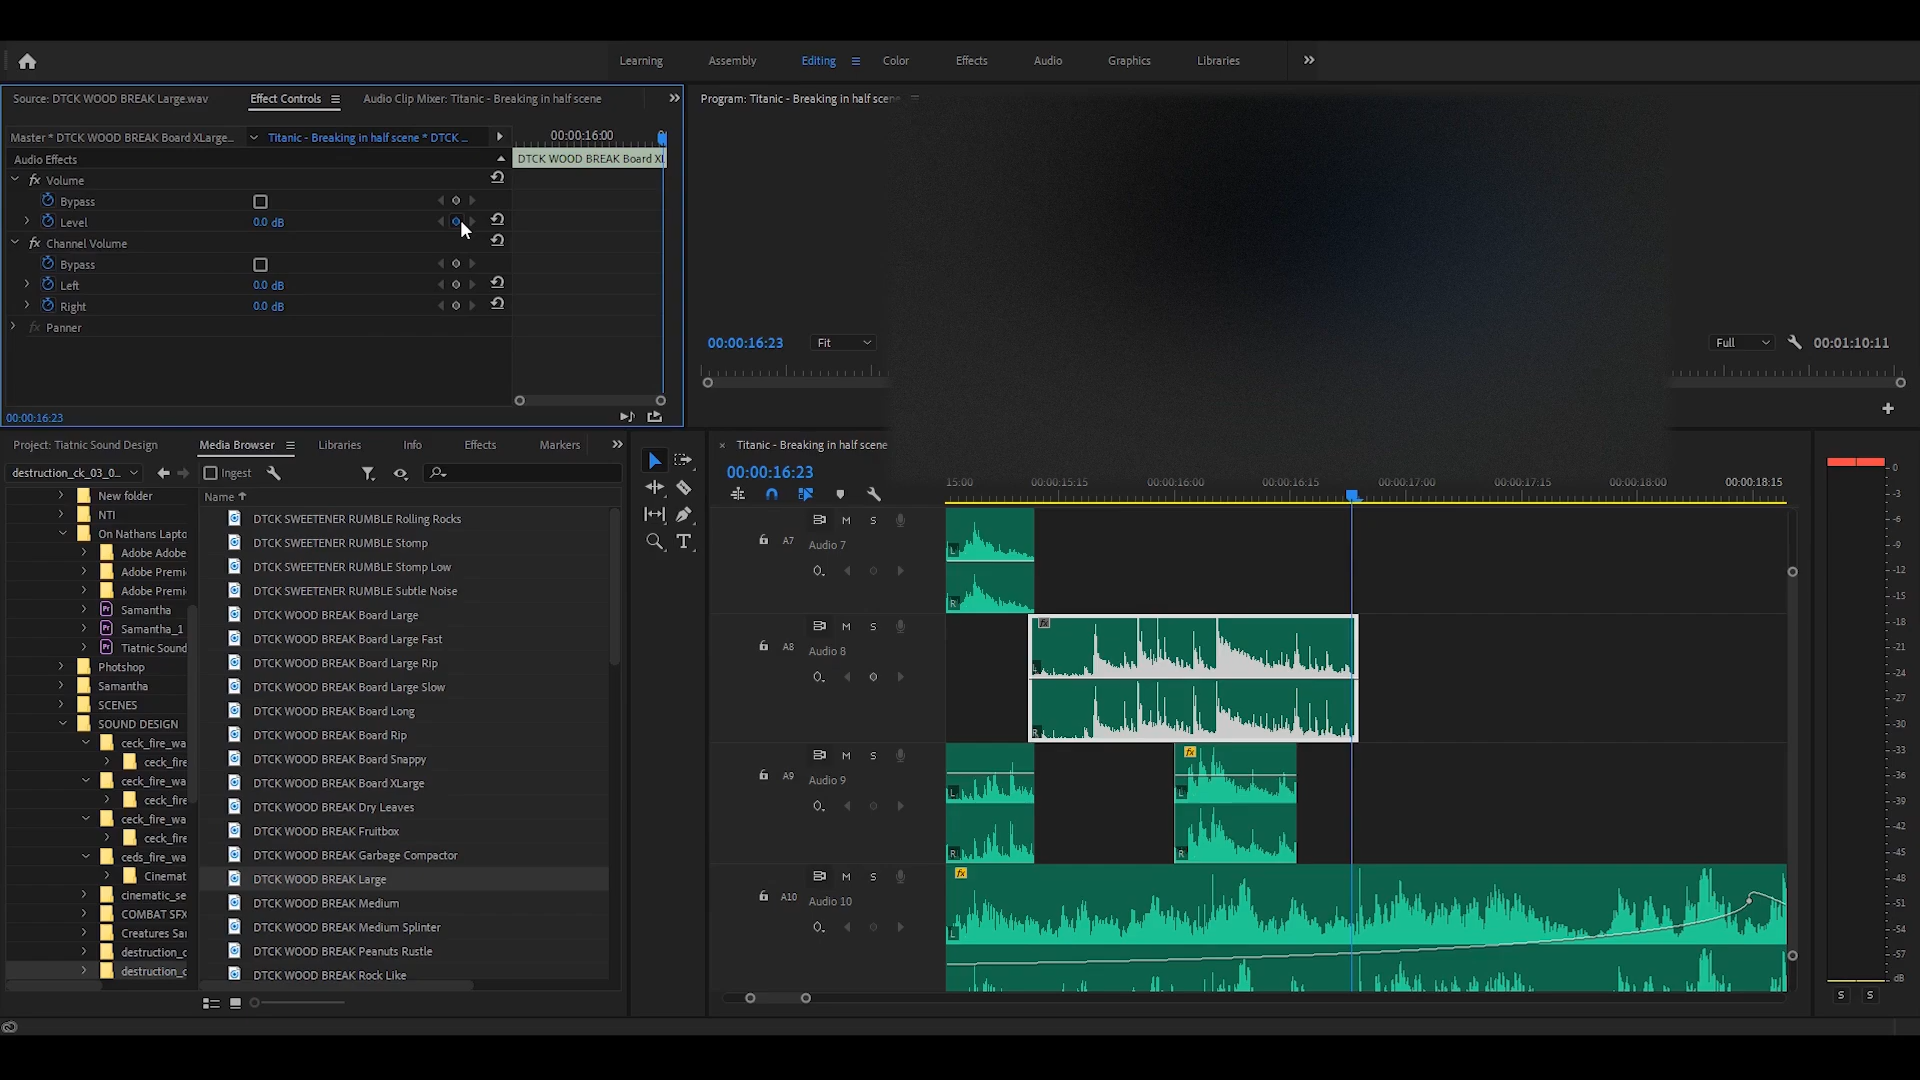 Learning Assembly Editing Color Effects Audio Graphics Libraries
Source: DTCK WOOD BREAK Large.wav Effect Controls Audio Clip Mixer: Titanic - Breaking in half scene
Program: Titanic - Breaking in half scene
Master * DTCK WOOD BREAK Board XLarge... Titanic - Breaking in half scene * DTCK ... 00:00:16:00
Audio Effects DTCK WOOD BREAK Board XL
fx Volume
Bypass
Level 0.0 dB
fx Channel Volume
Bypass
Left 0.0 dB
Right 0.0 dB
fx Panner
00:00:16:23 Fit Full 00:01:10:11
00:00:16:23
Project: Tiatnic Sound Design Media Browser Libraries Info Effects Markers
destruction_ck_03_0... Ingest
New folder
NTI
On Nathans Lapto
Adobe Adobe
Adobe Premi
Adobe Premi
Samantha
Samantha_1
Tiatnic Sound
Photshop
Samantha
SCENES
SOUND DESIGN
ceck_fire_wa
ceck_fire
ceck_fire_wa
ceck_fire
ceck_fire_wa
ceck_fire
ceds_fire_wa
Cinemat
cinematic_se
COMBAT SFX
Creatures Sar
destruction_c
destruction_c
Name
DTCK SWEETENER RUMBLE Rolling Rocks
DTCK SWEETENER RUMBLE Stomp
DTCK SWEETENER RUMBLE Stomp Low
DTCK SWEETENER RUMBLE Subtle Noise
DTCK WOOD BREAK Board Large
DTCK WOOD BREAK Board Large Fast
DTCK WOOD BREAK Board Large Rip
DTCK WOOD BREAK Board Large Slow
DTCK WOOD BREAK Board Long
DTCK WOOD BREAK Board Rip
DTCK WOOD BREAK Board Snappy
DTCK WOOD BREAK Board XLarge
DTCK WOOD BREAK Dry Leaves
DTCK WOOD BREAK Fruitbox
DTCK WOOD BREAK Garbage Compactor
DTCK WOOD BREAK Large
DTCK WOOD BREAK Medium
DTCK WOOD BREAK Medium Splinter
DTCK WOOD BREAK Peanuts Rustle
DTCK WOOD BREAK Rock Like
× Titanic - Breaking in half scene
00:00:16:23
15:00 00:00:15:15 00:00:16:00 00:00:16:15 00:00:17:00 00:00:17:15 00:00:18:00 00:00:18:15
M S
A7 Audio 7
L
R
fx
M S
A8 Audio 8
L
R
fx
M S
A9 Audio 9
L L
R R
fx
M S
A10 Audio 10
L
0
-3
-6
-9
-12
-15
-18
-21
-24
-27
-30
-33
-36
-39
-42
-45
-48
-51
-54
-57
dB
S S